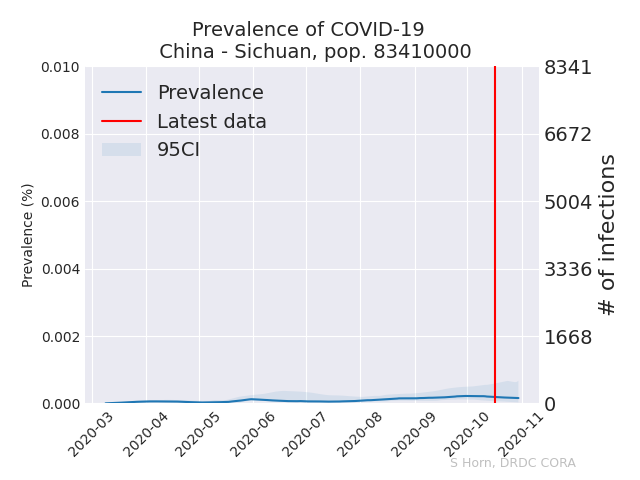 Prevalence of COVID-19
China - Sichuan, pop. 83410000
Prevalence
Latest data
95CI
Prevalence (%)
0.010
0.008
0.006
0.004
0.002
0.000
8341
6672
5004
3336
1668
0
# of infections
2020-03
2020-04
2020-05
2020-06
2020-07
2020-08
2020-09
2020-10
2020-11
S Horn, DRDC CORA